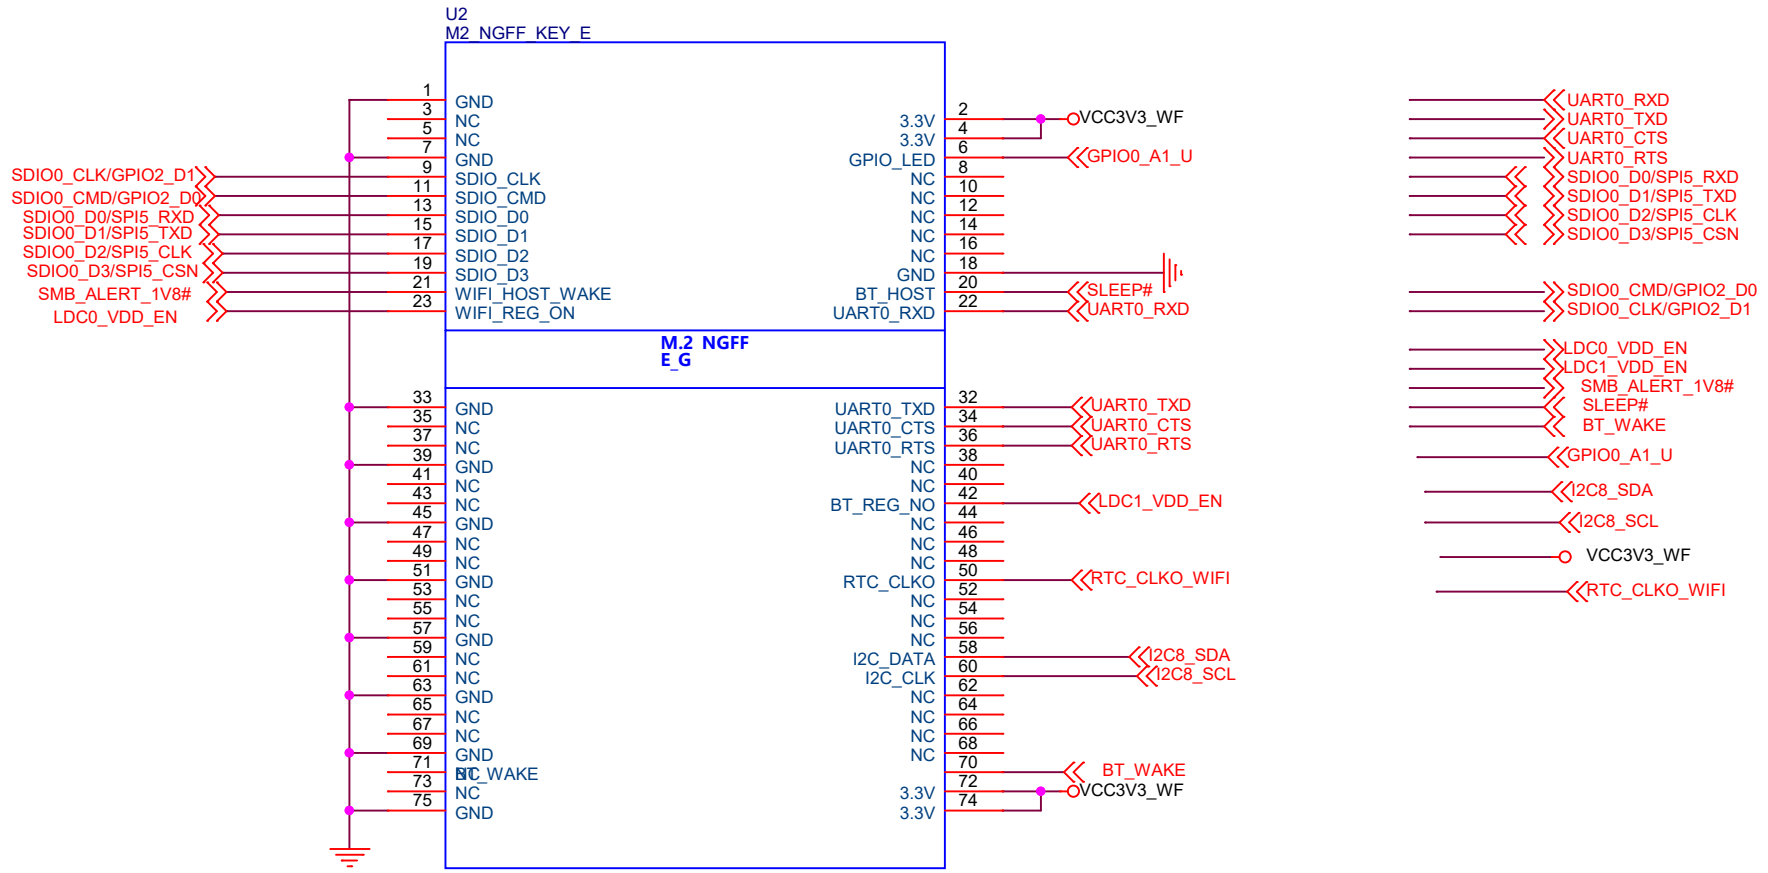 U2
M2_NGFF_KEY_E
1 GND
3 NC
5 NC
7 GND
SDIO0_CLK/GPIO2_D1 9 SDIO_CLK
SDIO0_CMD/GPIO2_D0 11 SDIO_CMD
SDIO0_D0/SPI5_RXD 13 SDIO_D0
SDIO0_D1/SPI5_TXD 15 SDIO_D1
SDIO0_D2/SPI5_CLK 17 SDIO_D2
SDIO0_D3/SPI5_CSN 19 SDIO_D3
SMB_ALERT_1V8# 21 WIFI_HOST_WAKE
LDC0_VDD_EN 23 WIFI_REG_ON
3.3V 2 VCC3V3_WF
3.3V 4
GPIO_LED 6 GPIO0_A1_U
NC 8
NC 10
NC 12
NC 14
NC 16
GND 18
BT_HOST 20 SLEEP#
UART0_RXD 22 UART0_RXD
M.2 NGFF
E_G
33 GND
35 NC
37 NC
39 GND
41 NC
43 NC
45 GND
47 NC
49 NC
51 GND
53 NC
55 NC
57 GND
59 NC
61 NC
63 GND
65 NC
67 NC
69 GND
71 NC BT_WAKE
73 NC
75 GND
UART0_TXD 32 UART0_TXD
UART0_CTS 34 UART0_CTS
UART0_RTS 36 UART0_RTS
NC 38
NC 40
BT_REG_NO 42 LDC1_VDD_EN
NC 44
NC 46
NC 48
RTC_CLKO 50 RTC_CLKO_WIFI
NC 52
NC 54
NC 56
I2C_DATA 58 I2C8_SDA
I2C_CLK 60 I2C8_SCL
NC 62
NC 64
NC 66
NC 68
70 BT_WAKE
3.3V 72 VCC3V3_WF
3.3V 74
UART0_RXD
UART0_TXD
UART0_CTS
UART0_RTS
SDIO0_D0/SPI5_RXD
SDIO0_D1/SPI5_TXD
SDIO0_D2/SPI5_CLK
SDIO0_D3/SPI5_CSN
SDIO0_CMD/GPIO2_D0
SDIO0_CLK/GPIO2_D1
LDC0_VDD_EN
LDC1_VDD_EN
SMB_ALERT_1V8#
SLEEP#
BT_WAKE
GPIO0_A1_U
I2C8_SDA
I2C8_SCL
VCC3V3_WF
RTC_CLKO_WIFI